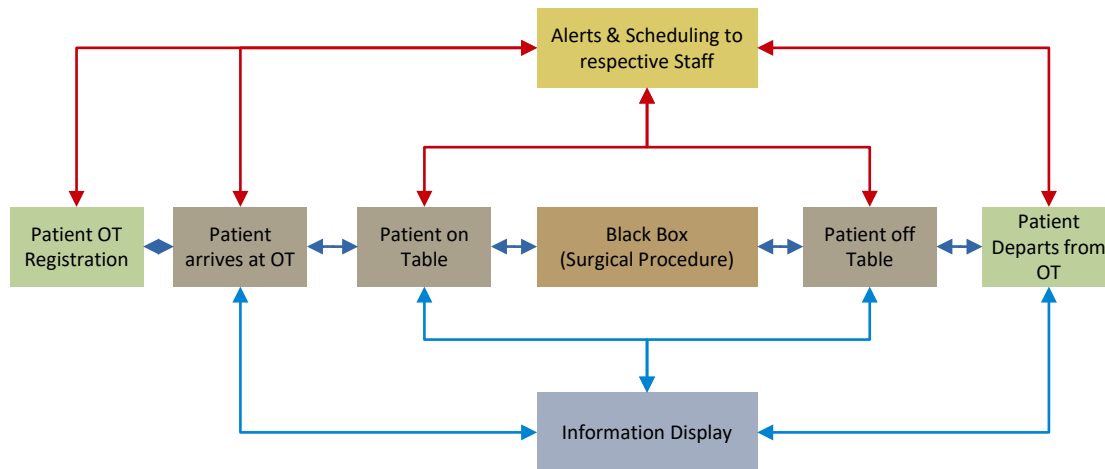 Alerts & Scheduling to
respective Staff
Patient OT
Registration
Patient
arrives at OT
Patient on
Table
Black Box
(Surgical Procedure)
Patient off
Table
Patient
Departs from
OT
Information Display